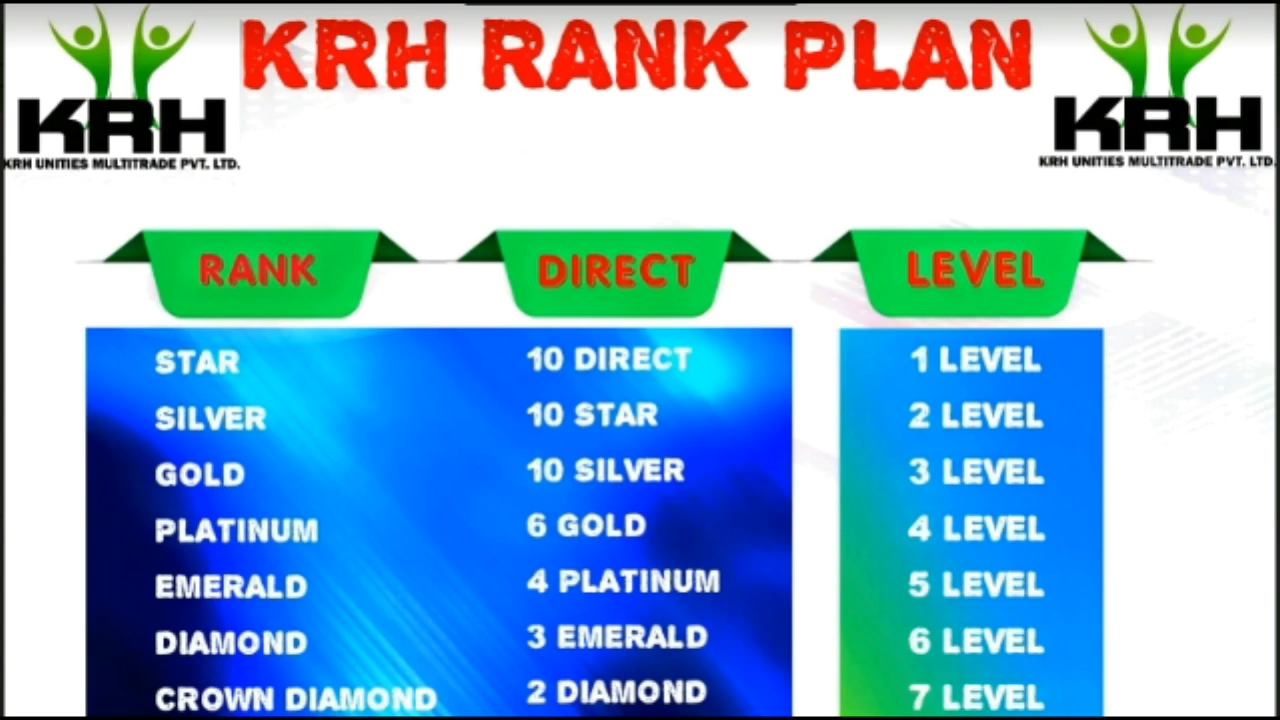 KRH RANK PLAN
KRH
KRH UNITIES MULTITRADE PVT. LTD.
KRH
KRH UNITIES MULTITRADE PVT. LTD.
RANK DIRECT LEVEL
STAR 10 DIRECT 1 LEVEL
SILVER 10 STAR 2 LEVEL
GOLD 10 SILVER 3 LEVEL
PLATINUM 6 GOLD 4 LEVEL
EMERALD 4 PLATINUM 5 LEVEL
DIAMOND 3 EMERALD 6 LEVEL
CROWN DIAMOND 2 DIAMOND 7 LEVEL